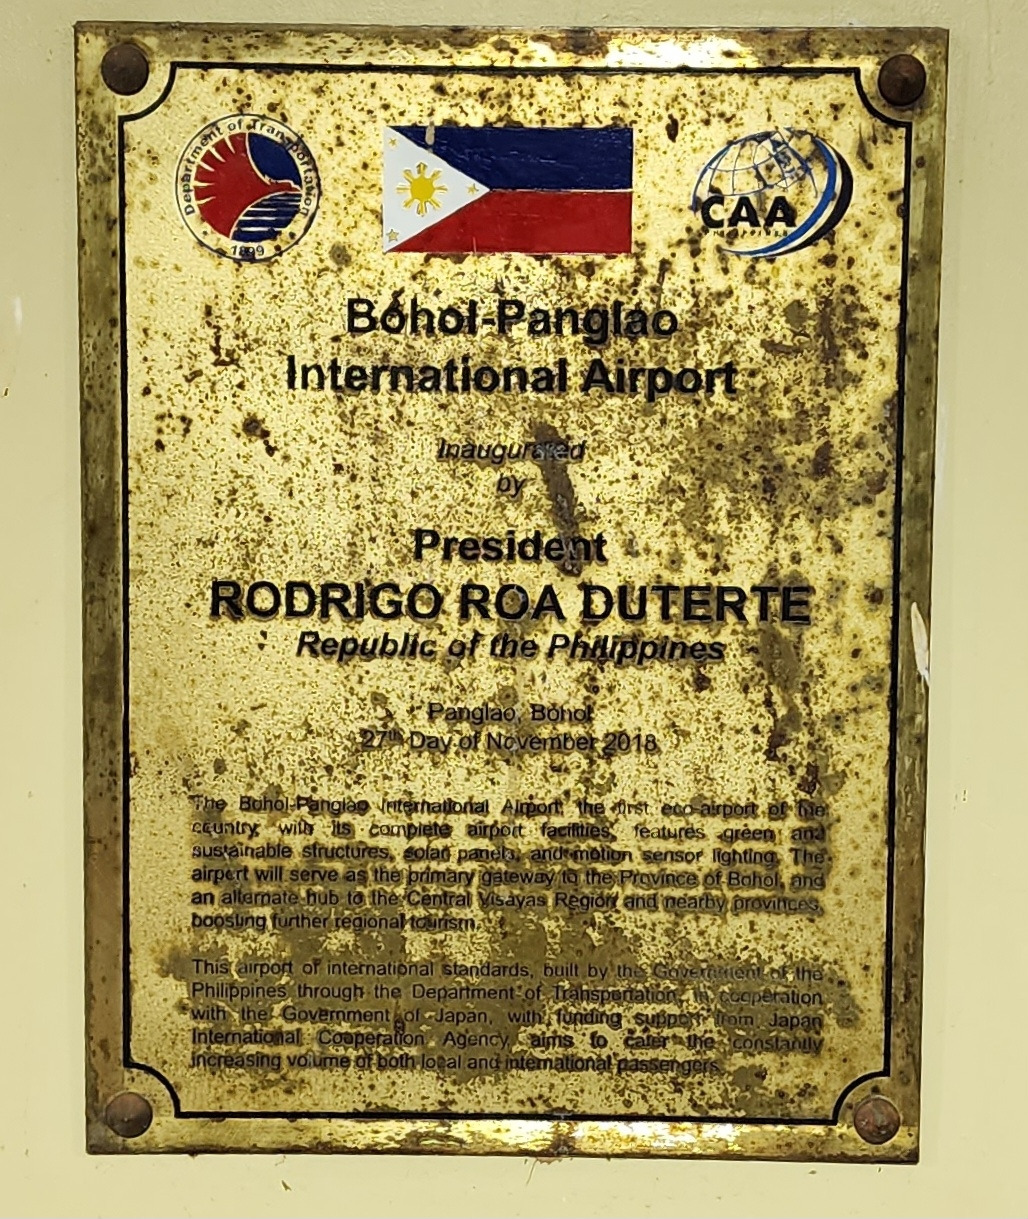 Department of Transportation
1899
CAA
PHILIPPINES
Bohol-Panglao
International Airport
Inaugurated
by
President
RODRIGO ROA DUTERTE
Republic of the Philippines
Panglao, Bohol
27th Day of November 2018
The Bohol-Panglao International Airport, the first eco-airport of the
country, with its complete airport facilities, features green and
sustainable structures, solar panels, and motion sensor lighting. The
airport will serve as the primary gateway to the Province of Bohol, and
an alternate hub to the Central Visayas Region and nearby provinces,
boosting further regional tourism.
This airport of international standards, built by the Government of the
Philippines through the Department of Transportation, in cooperation
with the Government of Japan, with funding support from Japan
International Cooperation Agency, aims to cater the constantly
increasing volume of both local and international passengers.